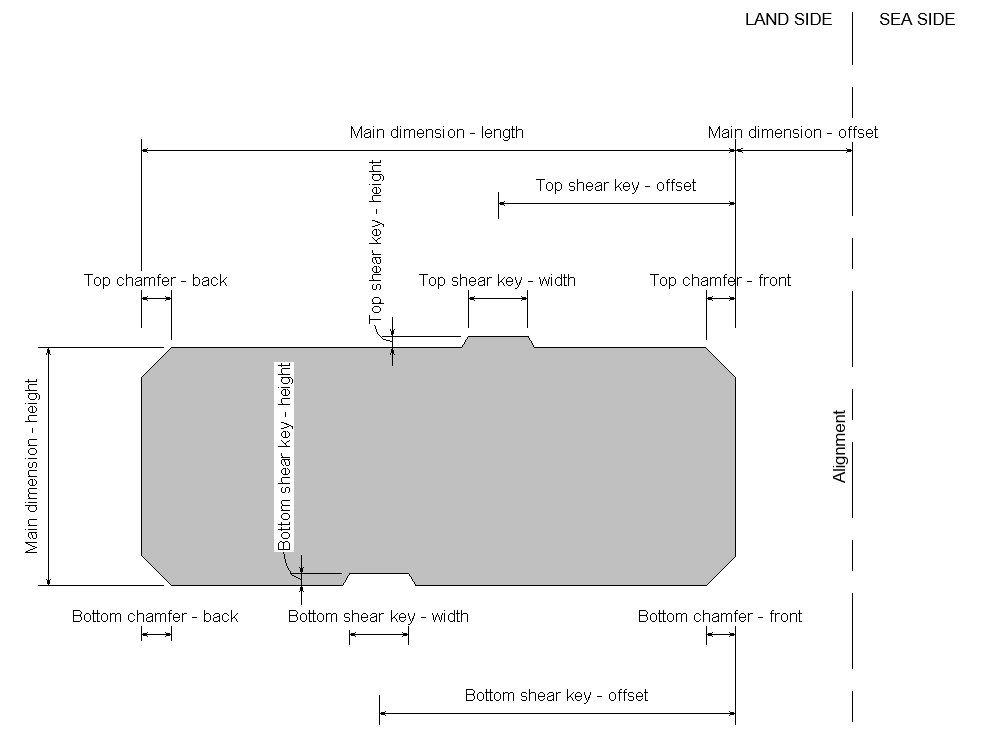 LAND SIDE
SEA SIDE
Main dimension - length
Main dimension - offset
Top shear key - height
Top shear key - offset
Top chamfer - back
Top shear key - width
Top chamfer - front
Main dimension - height
Bottom shear key - height
Alignment
Bottom chamfer - back
Bottom shear key - width
Bottom chamfer - front
Bottom shear key - offset